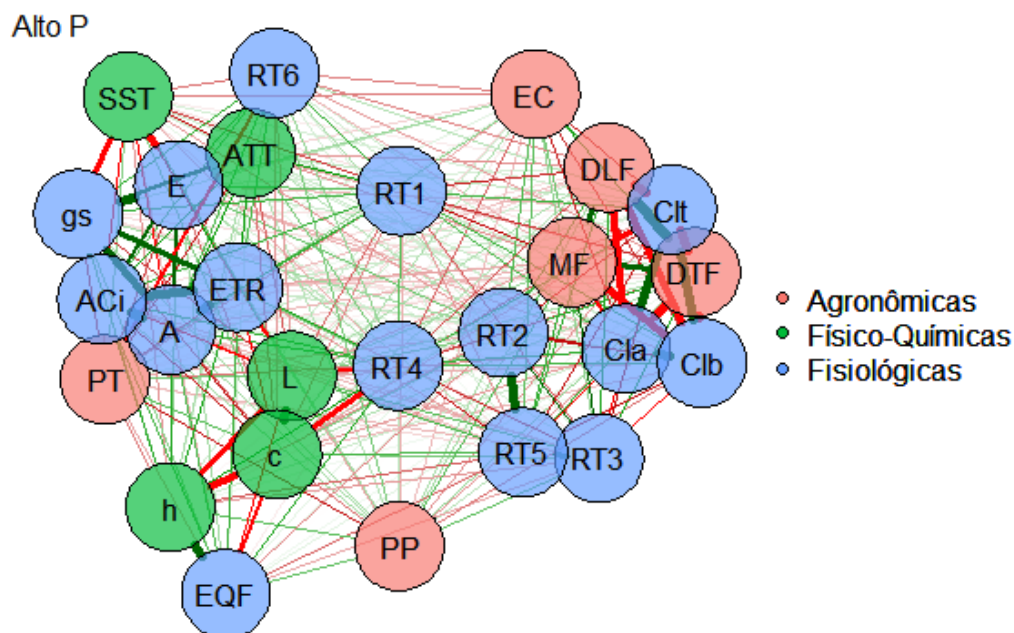 Alto P
RT6
SST
EC
ATT
DLF
E
RT1
Clt
gs
MF
DTF
ETR
ACi
Agronômicas
A
RT2
Físico-Químicas
Cla
Clb
RT4
L
Fisiológicas
PT
c
RT5
RT3
h
PP
EQF